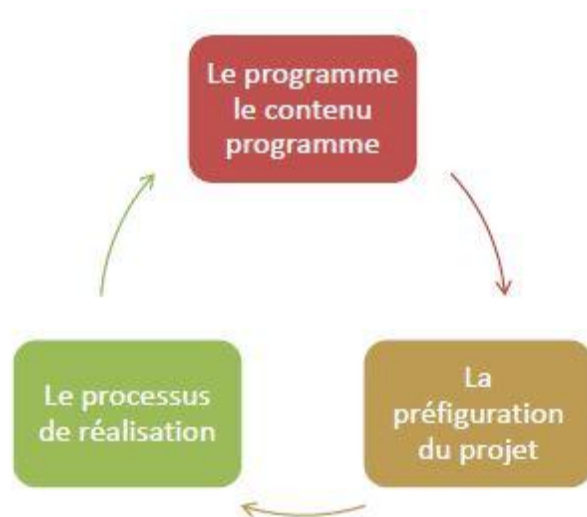 Le programme
le contenu
programme
La
préfiguration
du projet
Le processus
de réalisation